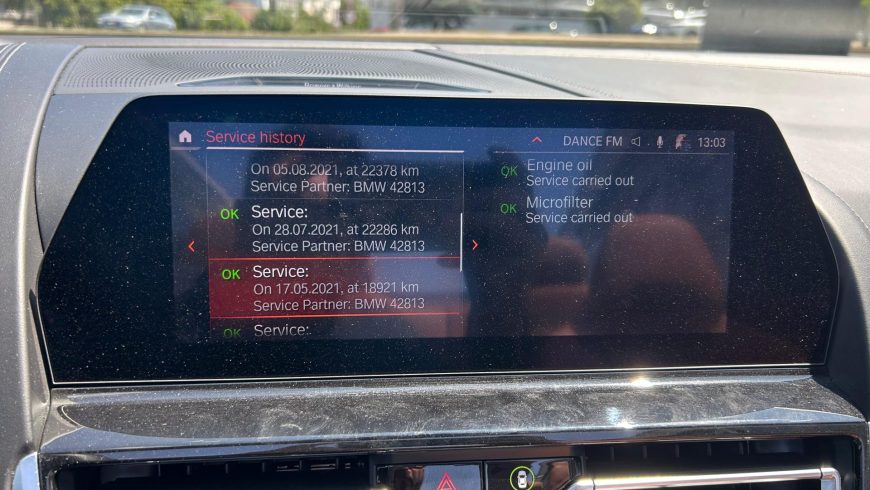 Service history
DANCE FM
13:03
On 05.08.2021, at 22378 km
Service Partner: BMW 42813
OK Service:
On 28.07.2021, at 22286 km
Service Partner: BMW 42813
OK Service:
On 17.05.2021, at 18921 km
Service Partner: BMW 42813
OK Service:
OK Engine oil
Service carried out
OK Microfilter
Service carried out